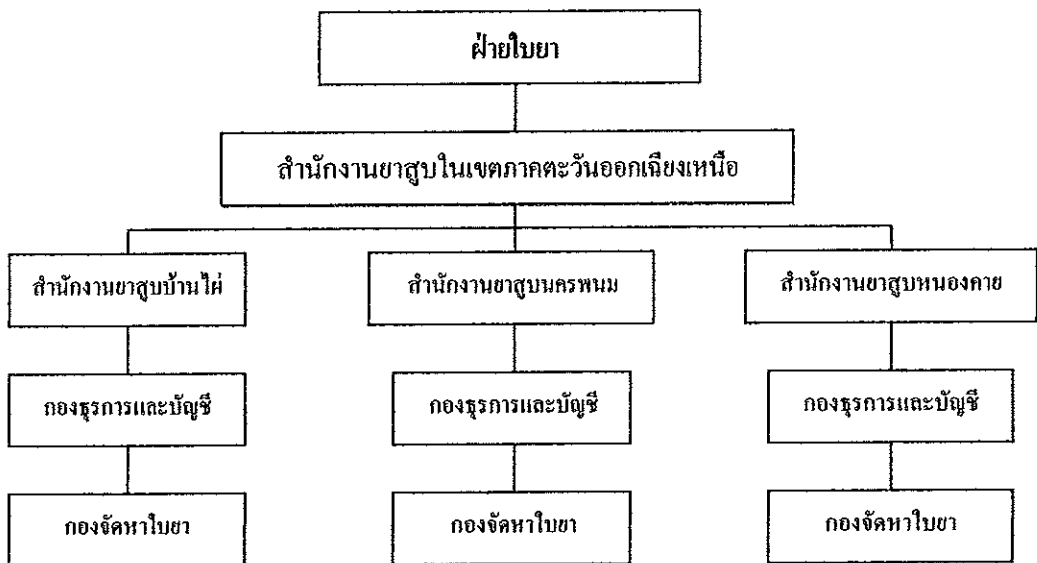 ฝ่ายใบยา
สำนักงานยาสูบในเขตภาคตะวันออกเฉียงเหนือ
สำนักงานยาสูบบ้านไผ่
สำนักงานยาสูบนครพนม
สำนักงานยาสูบหนองคาย
กองธุรการและบัญชี
กองธุรการและบัญชี
กองธุรการและบัญชี
กองจัดหาใบยา
กองจัดหาใบยา
กองจัดหาใบยา